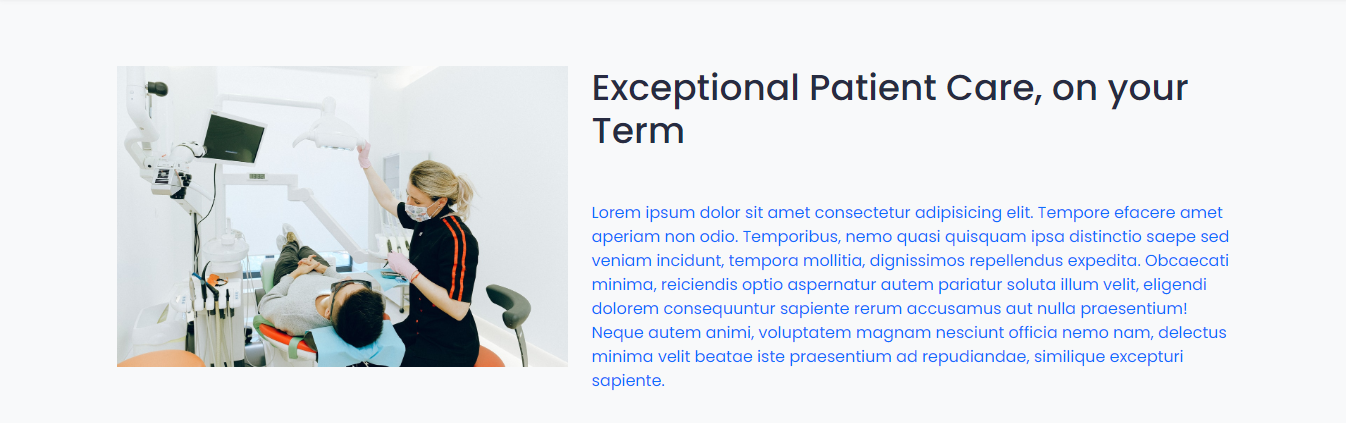 Exceptional Patient Care, on your
Term
Lorem ipsum dolor sit amet consectetur adipisicing elit. Tempore efacere amet
aperiam non odio. Temporibus, nemo quasi quisquam ipsa distinctio saepe sed
veniam incidunt, tempora mollitia, dignissimos repellendus expedita. Obcaecati
minima, reiciendis optio aspernatur autem pariatur soluta illum velit, eligendi
dolorem consequuntur sapiente rerum accusamus aut nulla praesentium!
Neque autem animi, voluptatem magnam nesciunt officia nemo nam, delectus
minima velit beatae iste praesentium ad repudiandae, similique excepturi
sapiente.